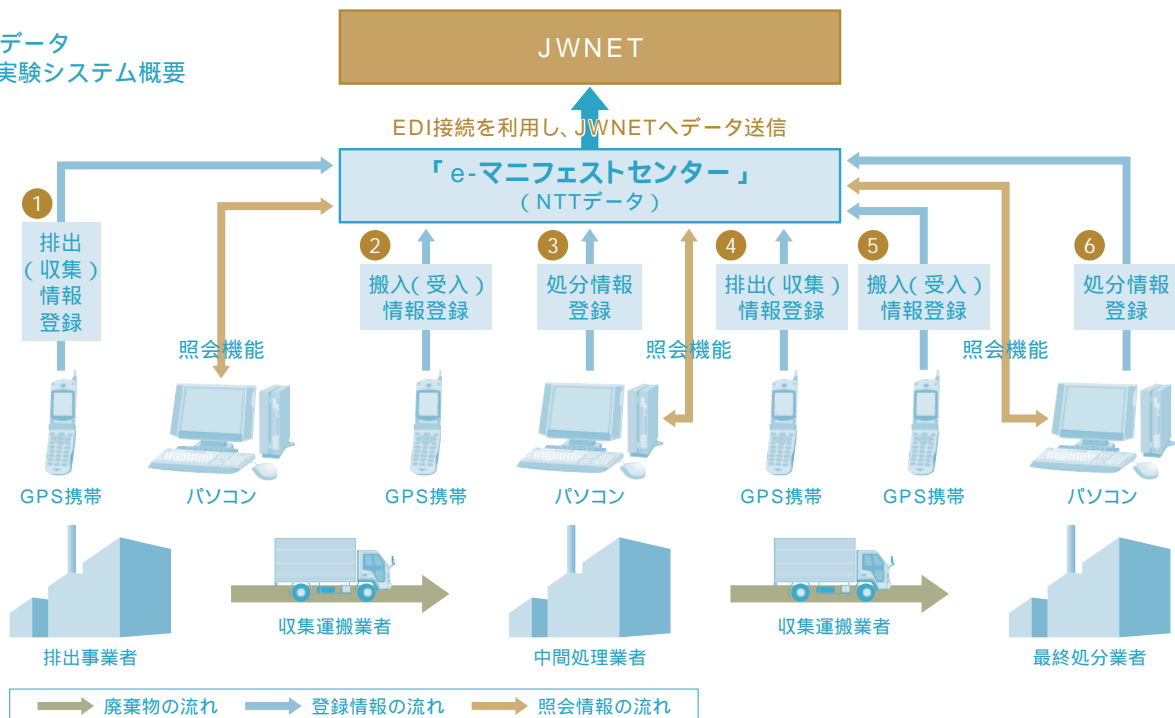 データ
実験システム概要
JWNET
EDI接続を利用し、JWNETへデータ送信
「 e-マニフェストセンター 」
( NTTデータ )
1
排出
( 収集 )
情報
登録
2
搬入( 受入 )
情報登録
3
処分情報
登録
4
排出( 収集 )
情報登録
5
搬入( 受入 )
情報登録
6
処分情報
登録
照会機能
照会機能
照会機能
GPS携帯
パソコン
GPS携帯
パソコン
GPS携帯
GPS携帯
パソコン
収集運搬業者
収集運搬業者
排出事業者
中間処理業者
最終処分業者
廃棄物の流れ
登録情報の流れ
照会情報の流れ